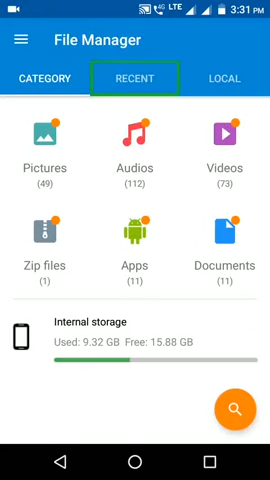 4G LTE 3:31 PM
File Manager
CATEGORY RECENT LOCAL
Pictures Audios Videos
(49) (112) (73)
Zip files Apps Documents
(1) (11) (11)
Internal storage
Used: 9.32 GB Free: 15.88 GB